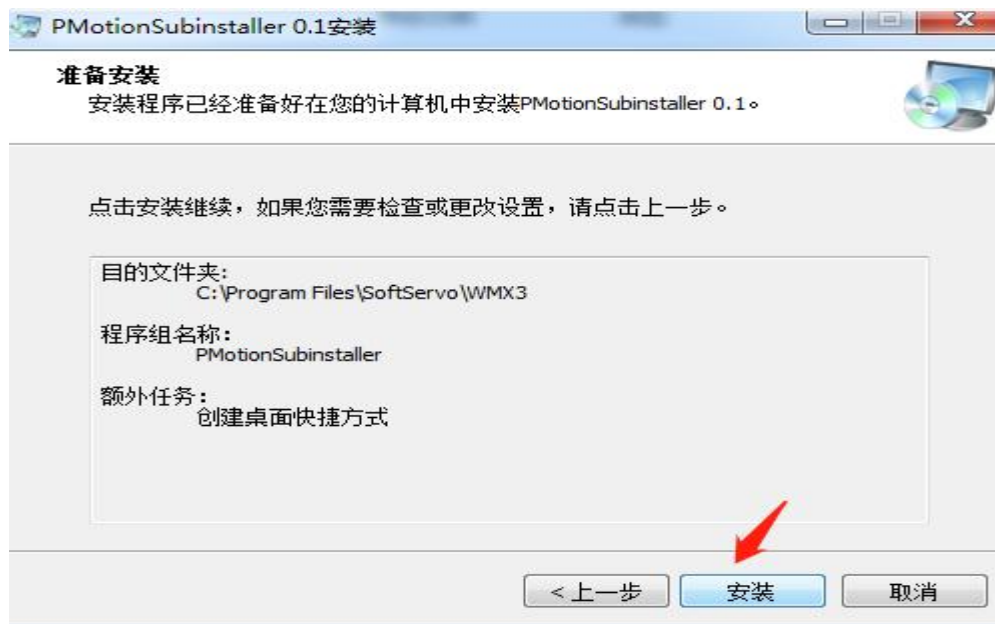 PMotionSubinstaller 0.1安装
准备安装
安装程序已经准备好在您的计算机中安装PMotionSubinstaller 0.1。
点击安装继续，如果您需要检查或更改设置，请点击上一步。
目的文件夹:
C:\Program Files\SoftServo\WMX3
程序组名称:
PMotionSubinstaller
额外任务:
创建桌面快捷方式
<上一步 安装 取消